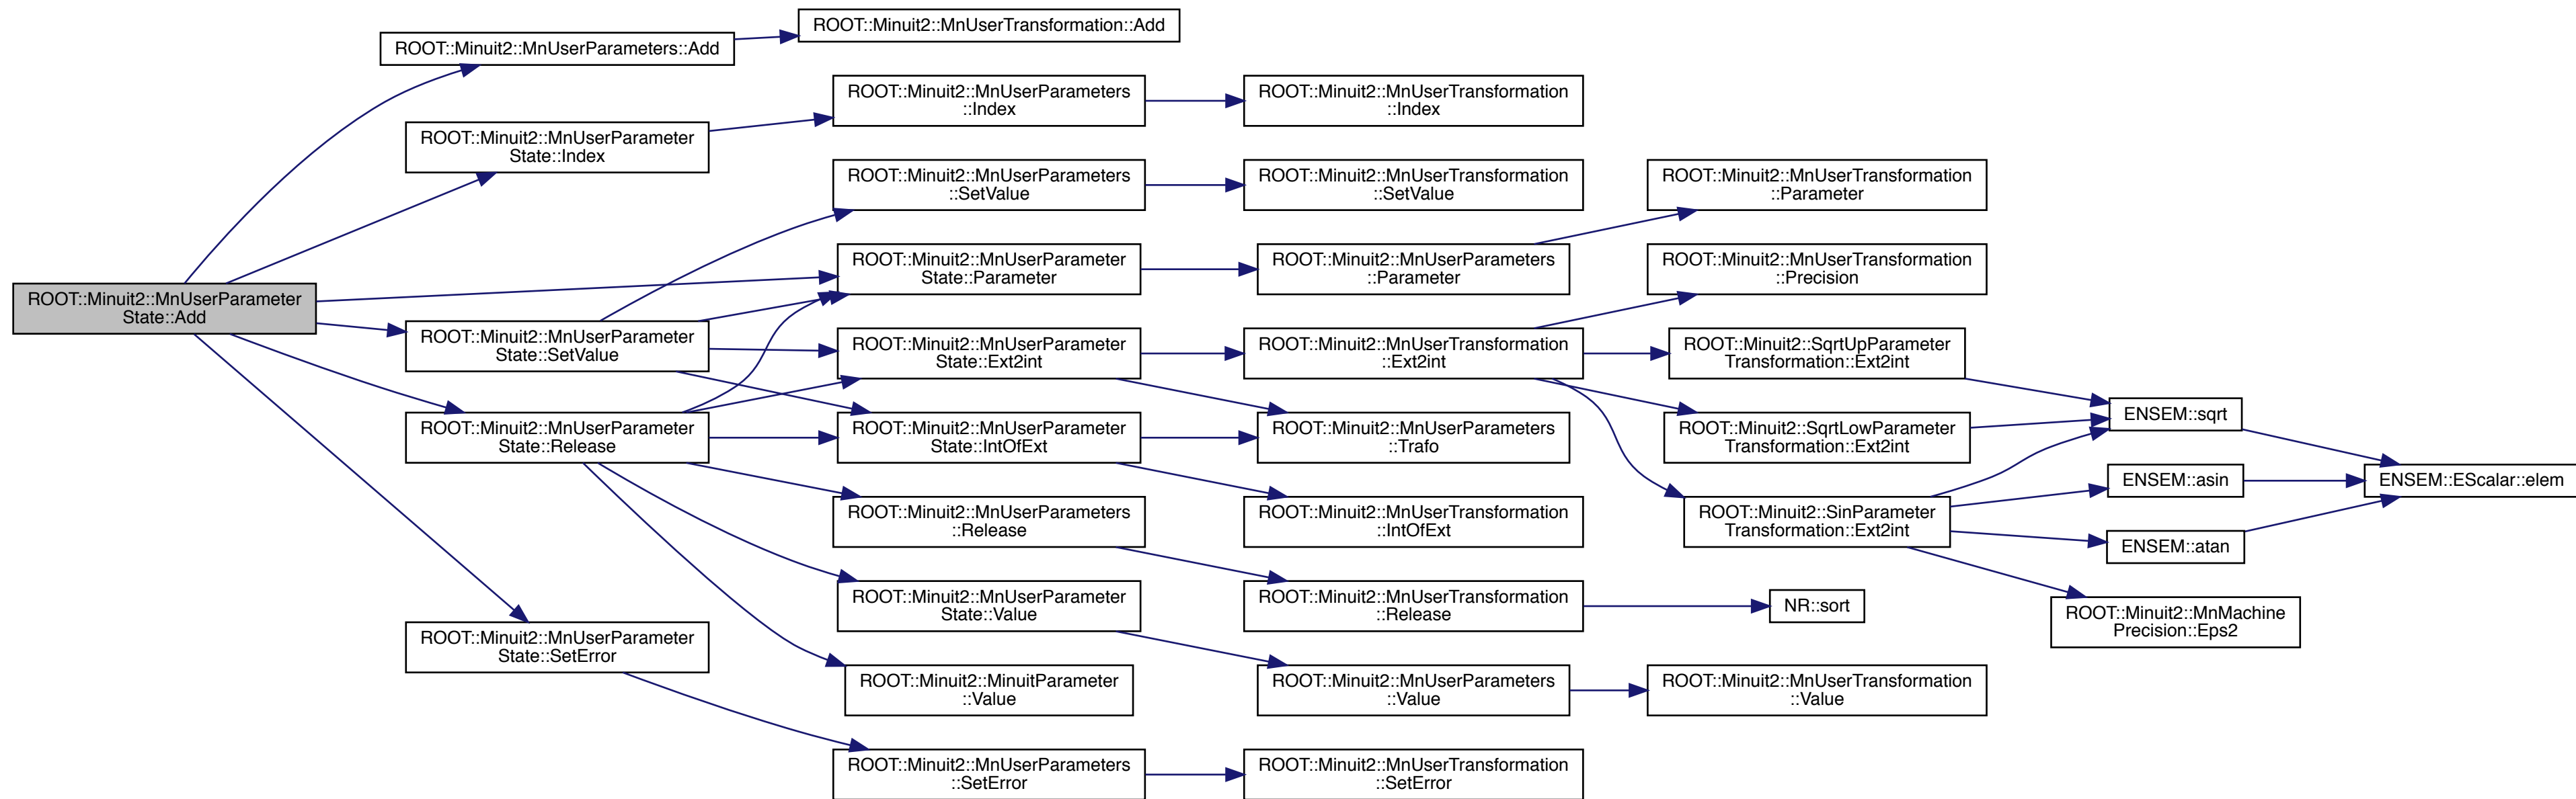 ROOT::Minuit2::MnUserParameter
State::Add
ROOT::Minuit2::MnUserParameters::Add
ROOT::Minuit2::MnUserParameter
State::Index
ROOT::Minuit2::MnUserParameter
State::SetValue
ROOT::Minuit2::MnUserParameter
State::Release
ROOT::Minuit2::MnUserParameter
State::SetError
ROOT::Minuit2::MnUserTransformation::Add
ROOT::Minuit2::MnUserParameters
::Index
ROOT::Minuit2::MnUserParameters
::SetValue
ROOT::Minuit2::MnUserParameter
State::Parameter
ROOT::Minuit2::MnUserParameter
State::Ext2int
ROOT::Minuit2::MnUserParameter
State::IntOfExt
ROOT::Minuit2::MnUserParameters
::Release
ROOT::Minuit2::MnUserParameter
State::Value
ROOT::Minuit2::MinuitParameter
::Value
ROOT::Minuit2::MnUserParameters
::SetError
ROOT::Minuit2::MnUserTransformation
::Index
ROOT::Minuit2::MnUserTransformation
::SetValue
ROOT::Minuit2::MnUserParameters
::Parameter
ROOT::Minuit2::MnUserTransformation
::Ext2int
ROOT::Minuit2::MnUserParameters
::Trafo
ROOT::Minuit2::MnUserTransformation
::IntOfExt
ROOT::Minuit2::MnUserTransformation
::Release
ROOT::Minuit2::MnUserParameters
::Value
ROOT::Minuit2::MnUserTransformation
::SetError
ROOT::Minuit2::MnUserTransformation
::Parameter
ROOT::Minuit2::MnUserTransformation
::Precision
ROOT::Minuit2::SqrtUpParameter
Transformation::Ext2int
ROOT::Minuit2::SqrtLowParameter
Transformation::Ext2int
ROOT::Minuit2::SinParameter
Transformation::Ext2int
NR::sort
ROOT::Minuit2::MnUserTransformation
::Value
ENSEM::sqrt
ENSEM::asin
ENSEM::atan
ROOT::Minuit2::MnMachine
Precision::Eps2
ENSEM::EScalar::elem